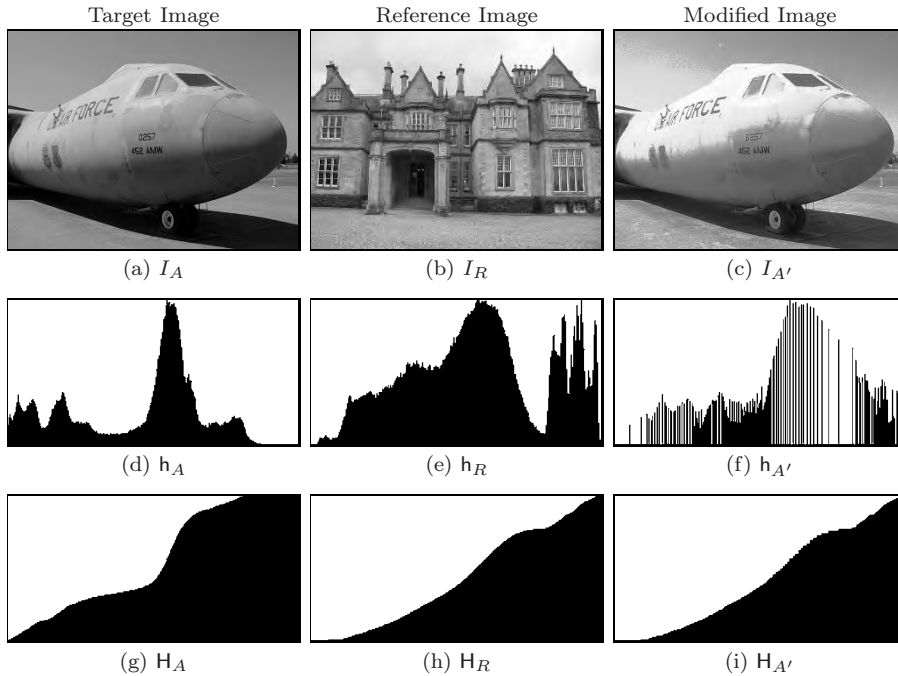 Target Image Reference Image Modified Image
U.S. AIR FORCE
0257
452 AMW
AIR FORCE
0257
452 AMW
(a) I_A (b) I_R (c) I_A′
(d) h_A (e) h_R (f) h_A′
(g) H_A (h) H_R (i) H_A′